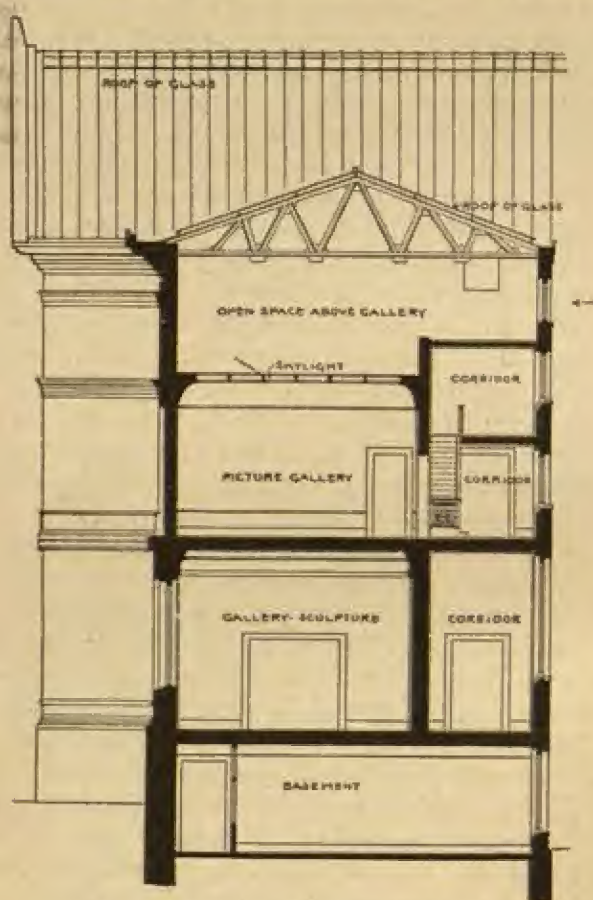 ROOF OF GLASS
ROOF OF GLASS
OPEN SPACE ABOVE GALLERY
SKYLIGHT
CORRIDOR
PICTURE GALLERY
CORRIDOR
GALLERY-SCULPTURE
CORRIDOR
BASEMENT